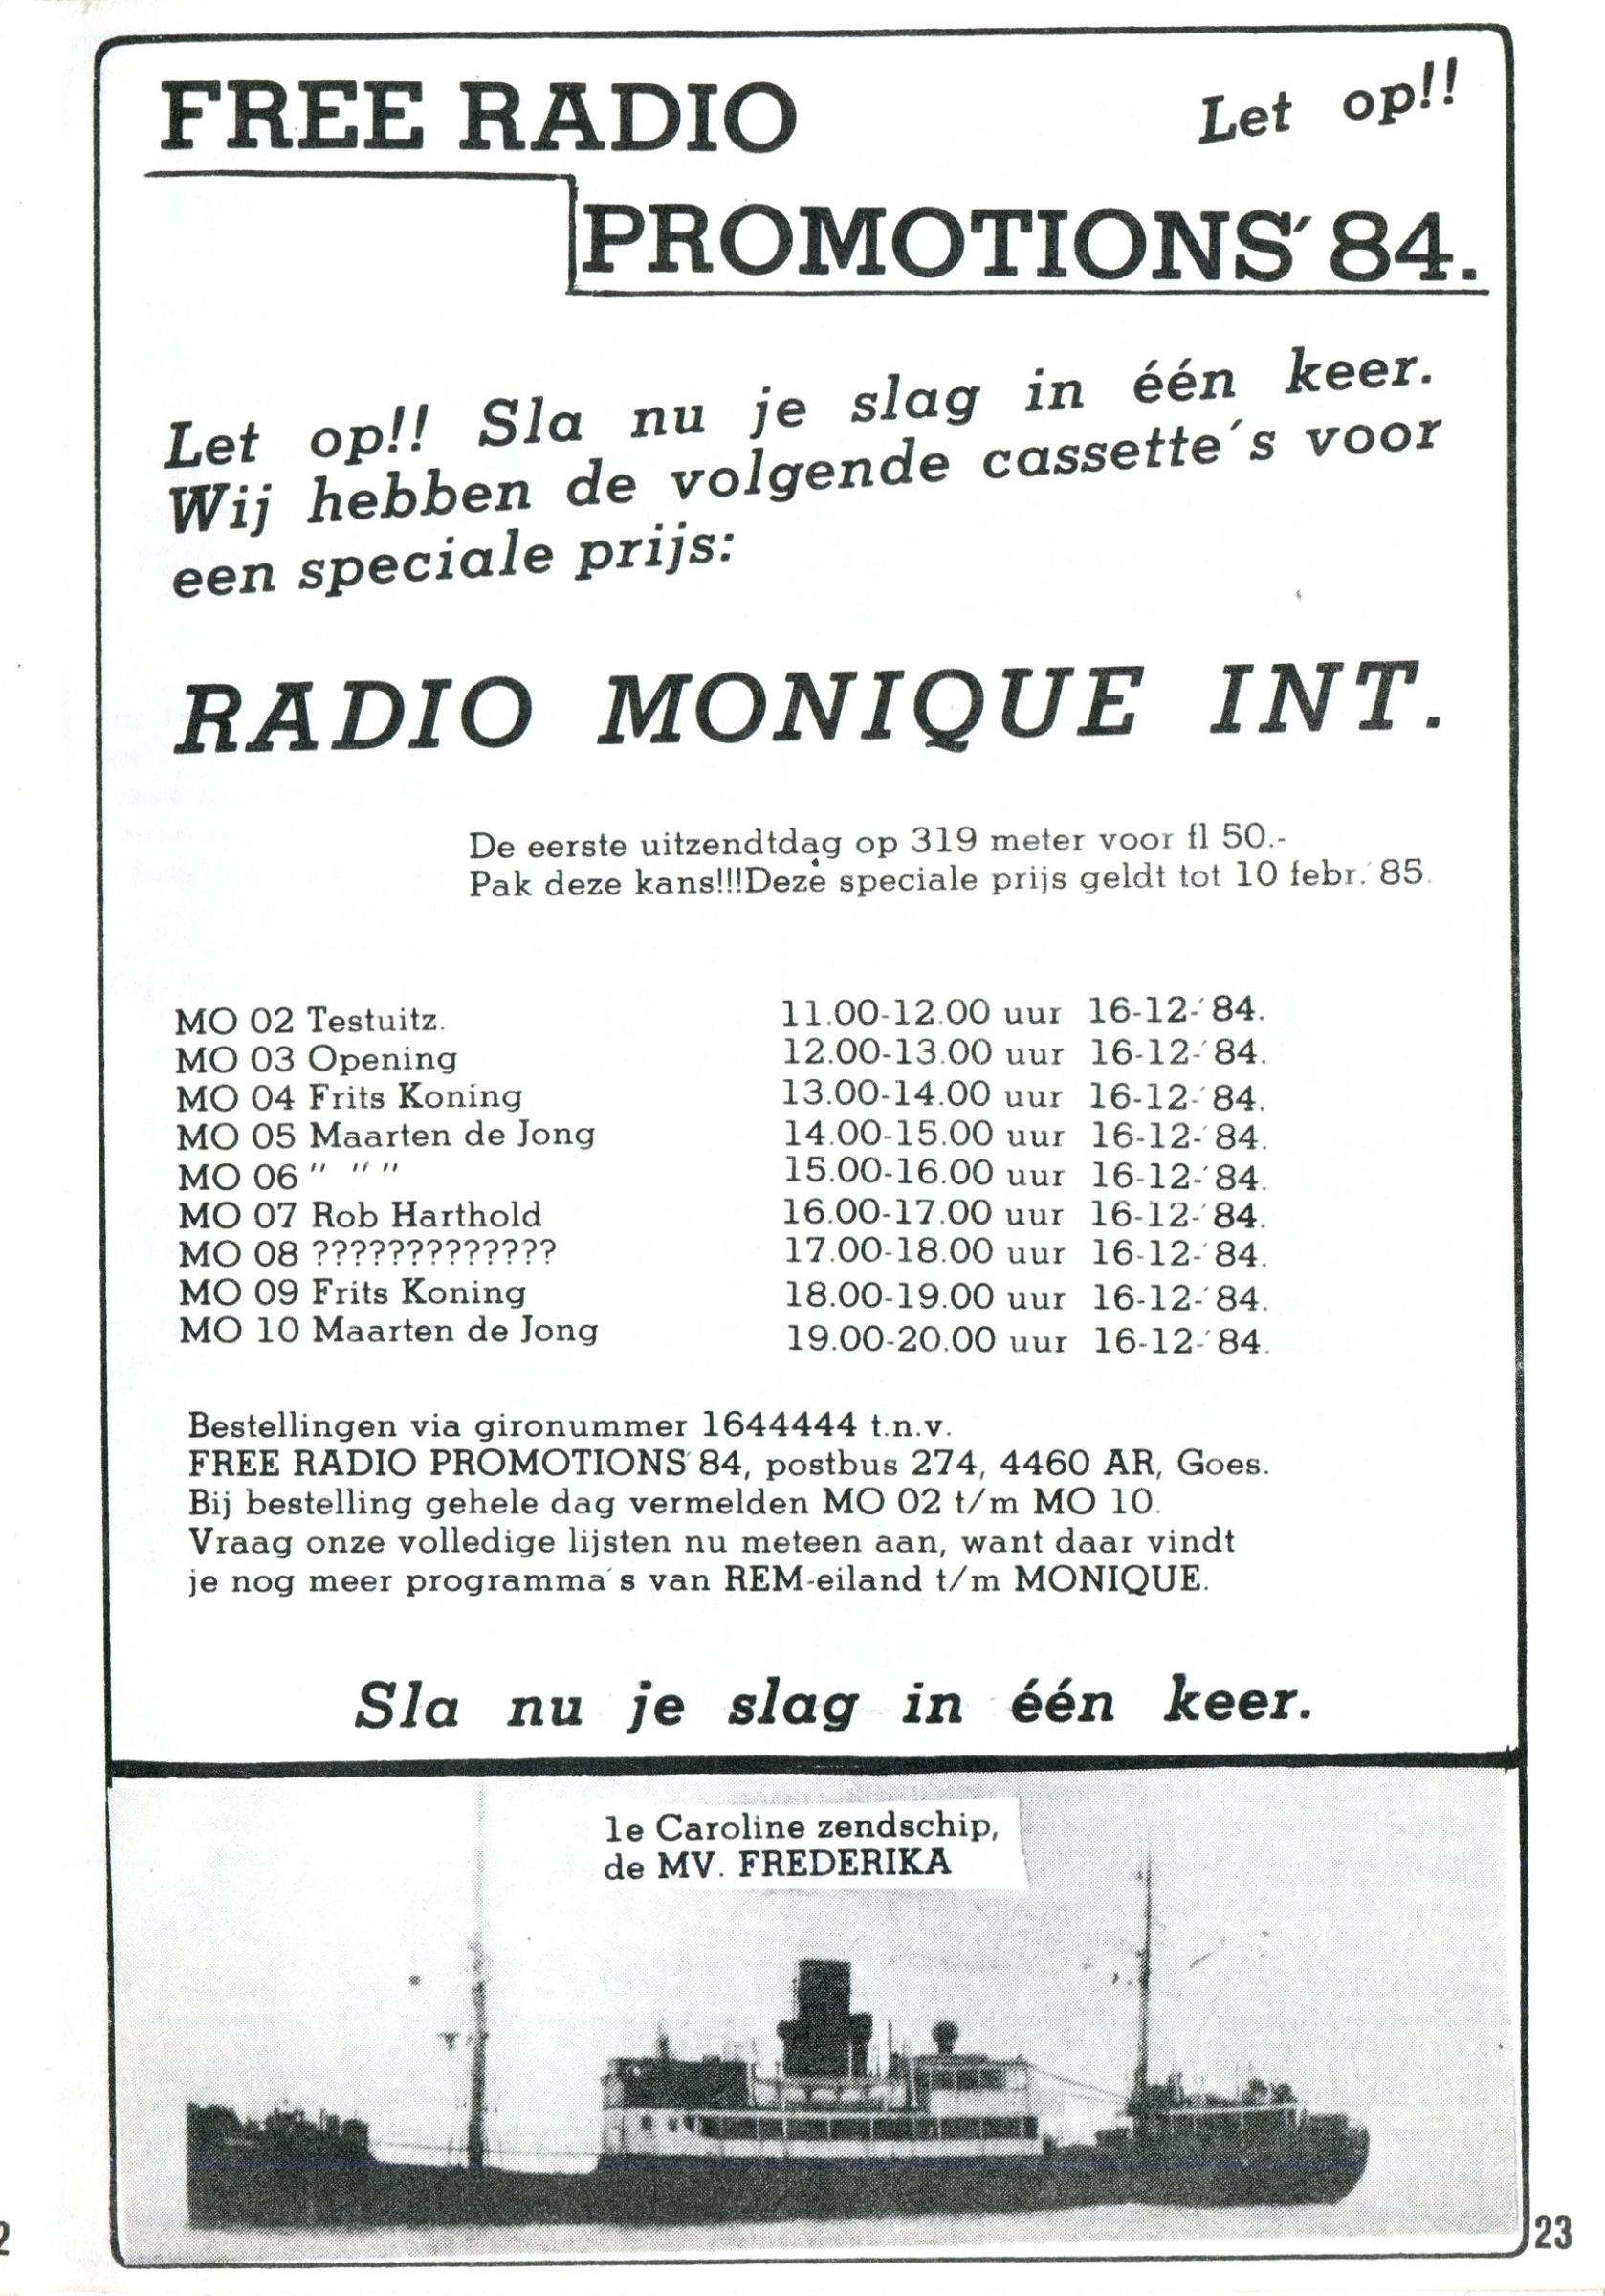 FREE RADIO
Let op!!
PROMOTIONS´84.
Let op!! Sla nu je slag in één keer.
Wij hebben de volgende cassette´s voor
een speciale prijs:
RADIO MONIQUE INT.
De eerste uitzendtdag op 319 meter voor fl 50.-
Pak deze kans!!!Deze speciale prijs geldt tot 10 febr.´85.
MO 02 Testuitz. 11.00-12.00 uur 16-12-´84.
MO 03 Opening 12.00-13.00 uur 16-12-´84.
MO 04 Frits Koning 13.00-14.00 uur 16-12-´84.
MO 05 Maarten de Jong 14.00-15.00 uur 16-12-´84.
MO 06 " " " 15.00-16.00 uur 16-12-´84.
MO 07 Rob Harthold 16.00-17.00 uur 16-12-´84.
MO 08 ????????????? 17.00-18.00 uur 16-12-´84.
MO 09 Frits Koning 18.00-19.00 uur 16-12-´84.
MO 10 Maarten de Jong 19.00-20.00 uur 16-12-´84.
Bestellingen via gironummer 1644444 t.n.v.
FREE RADIO PROMOTIONS´84, postbus 274, 4460 AR, Goes.
Bij bestelling gehele dag vermelden MO 02 t/m MO 10.
Vraag onze volledige lijsten nu meteen aan, want daar vindt
je nog meer programma´s van REM-eiland t/m MONIQUE.
Sla nu je slag in één keer.
1e Caroline zendschip,
de MV. FREDERIKA
2
23